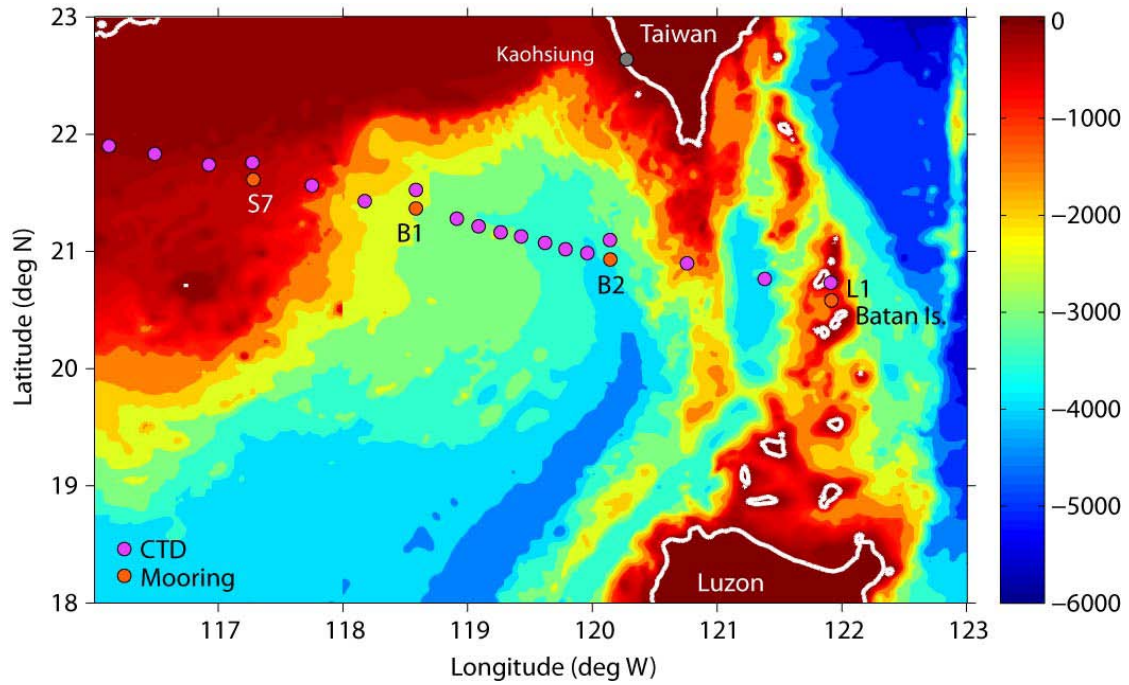 23
22
21
20
19
18
Latitude (deg N)
Kaohsiung
Taiwan
S7
B1
B2
L1
Batan Is.
CTD
Mooring
Luzon
117
118
119
120
121
122
123
Longitude (deg W)
0
−1000
−2000
−3000
−4000
−5000
−6000